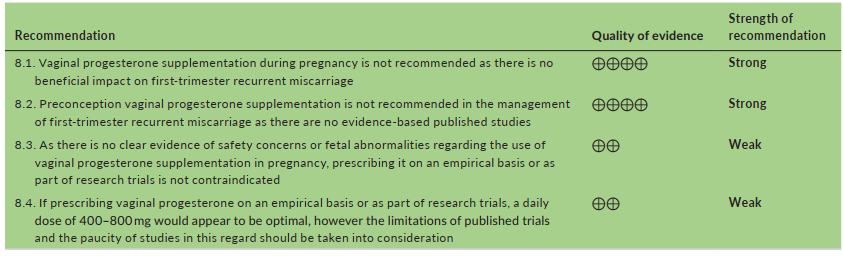 Strength of
Recommendation Quality of evidence recommendation
8.1. Vaginal progesterone supplementation during pregnancy is not recommended as there is no ⨁⨁⨁⨁ Strong
beneficial impact on first-trimester recurrent miscarriage
8.2. Preconception vaginal progesterone supplementation is not recommended in the management ⨁⨁⨁⨁ Strong
of first-trimester recurrent miscarriage as there are no evidence-based published studies
8.3. As there is no clear evidence of safety concerns or fetal abnormalities regarding the use of ⨁⨁ Weak
vaginal progesterone supplementation in pregnancy, prescribing it on an empirical basis or as
part of research trials is not contraindicated
8.4. If prescribing vaginal progesterone on an empirical basis or as part of research trials, a daily ⨁⨁ Weak
dose of 400–800 mg would appear to be optimal, however the limitations of published trials
and the paucity of studies in this regard should be taken into consideration